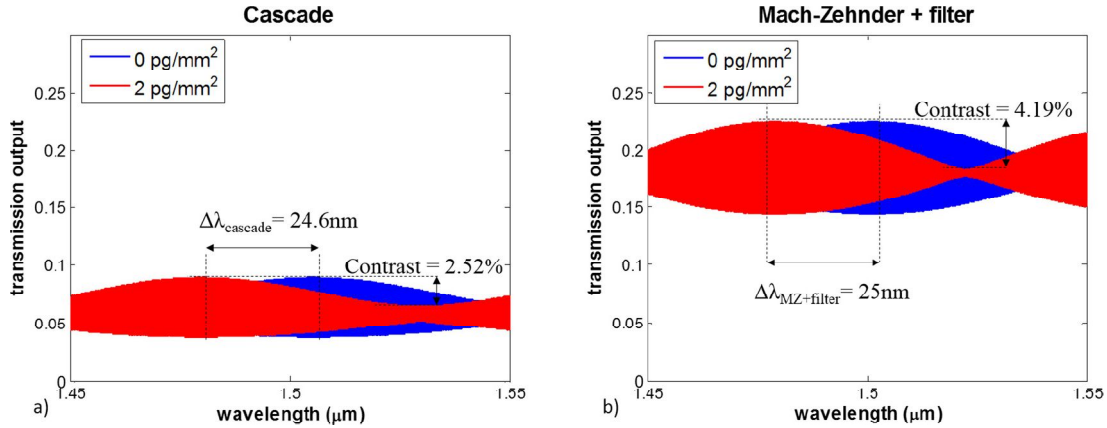 Cascade
0 pg/mm²
2 pg/mm²
0.25
0.2
0.15
0.1
0.05
0
transmission output
Δλcascade= 24.6nm
Contrast = 2.52%
1.45
1.5
1.55
wavelength (μm)
a)
Mach-Zehnder + filter
0 pg/mm²
2 pg/mm²
0.25
0.2
0.15
0.1
0.05
0
transmission output
Contrast = 4.19%
ΔλMZ+filter= 25nm
1.45
1.5
1.55
wavelength (μm)
b)